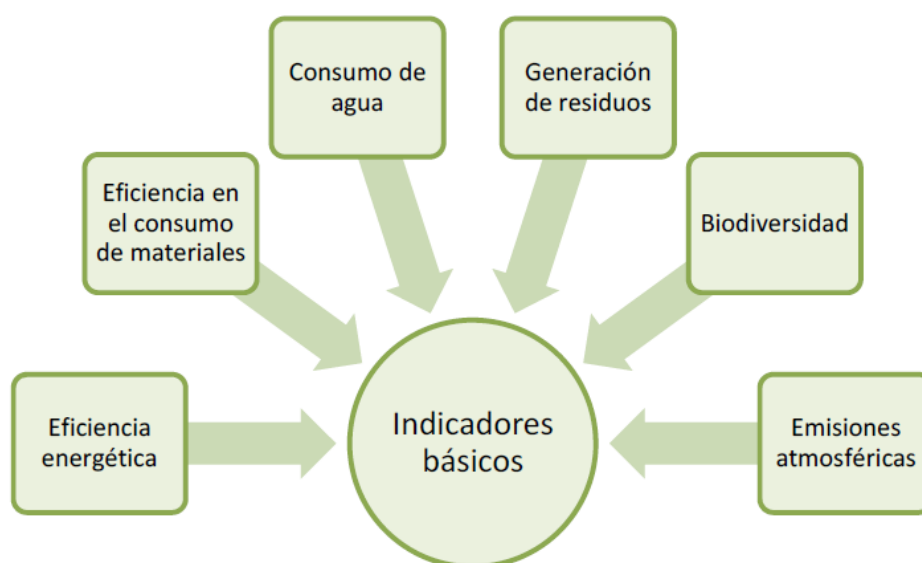 Consumo de
agua
Generación
de residuos
Eficiencia en
el consumo
de materiales
Biodiversidad
Eficiencia
energética
Indicadores
básicos
Emisiones
atmosféricas